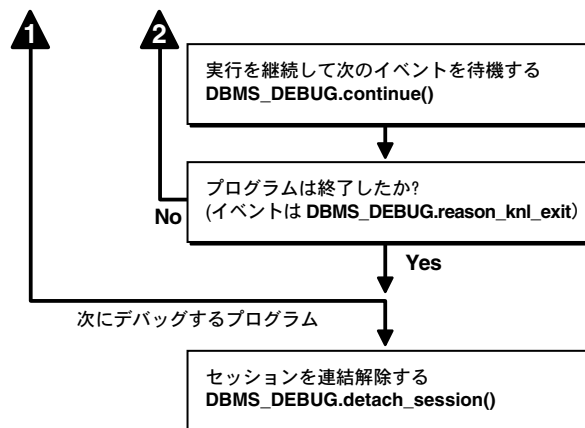 1
2
実行を継続して次のイベントを待機する
DBMS_DEBUG.continue()
プログラムは終了したか?
(イベントは DBMS_DEBUG.reason_knl_exit)
No
Yes
次にデバッグするプログラム
セッションを連結解除する
DBMS_DEBUG.detach_session()